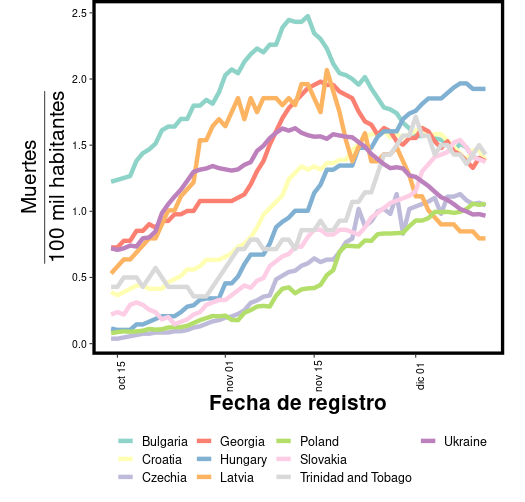 2.5
2.0
1.5
1.0
0.5
0.0
Muertes
100 mil habitantes
oct 15
nov 01
nov 15
dic 01
Fecha de registro
Bulgaria
Georgia
Poland
Ukraine
Croatia
Hungary
Slovakia
Czechia
Latvia
Trinidad and Tobago